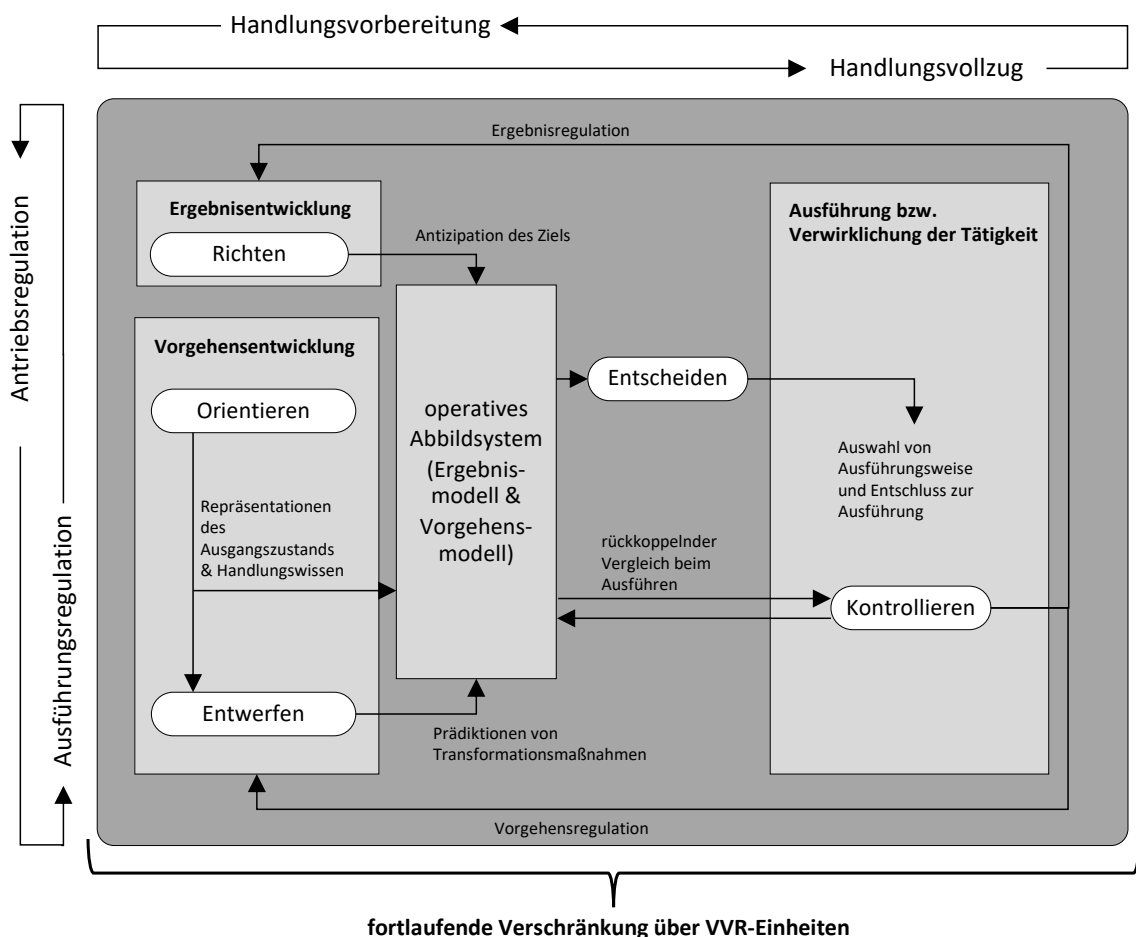 Handlungsvorbereitung
Handlungsvollzug
Antriebsregulation
Ausführungsregulation
Ergebnisregulation
Ergebnisentwicklung
Richten
Antizipation des Ziels
Vorgehensentwicklung
Orientieren
Repräsentationen
des
Ausgangszustands
& Handlungswissen
Entwerfen
operatives
Abbildsystem
(Ergebnis-
modell &
Vorgehens-
modell)
Prädiktionen von
Transformationsmaßnahmen
Entscheiden
rückkoppelnder
Vergleich beim
Ausführen
Ausführung bzw.
Verwirklichung der Tätigkeit
Auswahl von
Ausführungsweise
und Entschluss zur
Ausführung
Kontrollieren
Vorgehensregulation
fortlaufende Verschränkung über VVR-Einheiten